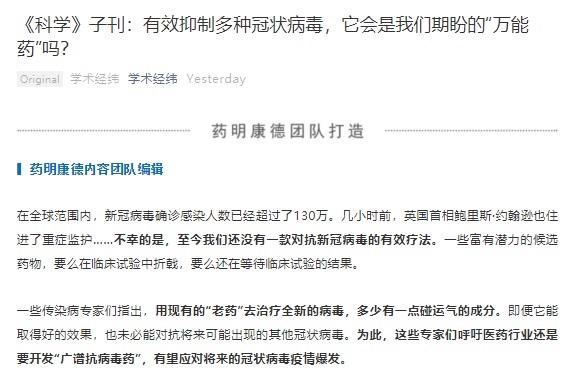 《科学》子刊：有效抑制多种冠状病毒，它会是我们期盼的“万能
药”吗？
Original 学术经纬 学术经纬 Yesterday
药明康德团队打造
药明康德内容团队编辑
在全球范围内，新冠病毒确诊感染人数已经超过了130万。几小时前，英国首相鲍里斯·约翰逊也住
进了重症监护……不幸的是，至今我们还没有一款对抗新冠病毒的有效疗法。一些富有潜力的候选
药物，要么在临床试验中折戟，要么还在等待临床试验的结果。
一些传染病专家们指出，用现有的“老药”去治疗全新的病毒，多少有一点碰运气的成分。即便它能
取得好的效果，也未必能对抗将来可能出现的其他冠状病毒。为此，这些专家们呼吁医药行业还是
要开发“广谱抗病毒药”，有望应对将来的冠状病毒疫情爆发。